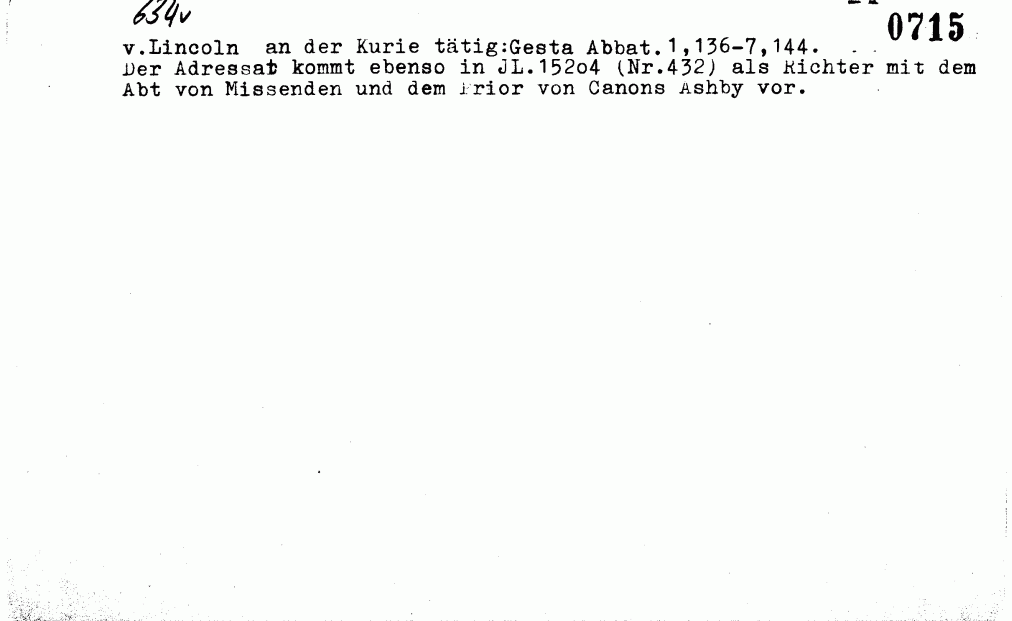 634v
0715
v.Lincoln an der Kurie tätig:Gesta Abbat.1,136-7,144.
Der Adressat kommt ebenso in JL.152o4 (Nr.432) als Richter mit dem
Abt von Missenden und dem Prior von Canons Ashby vor.